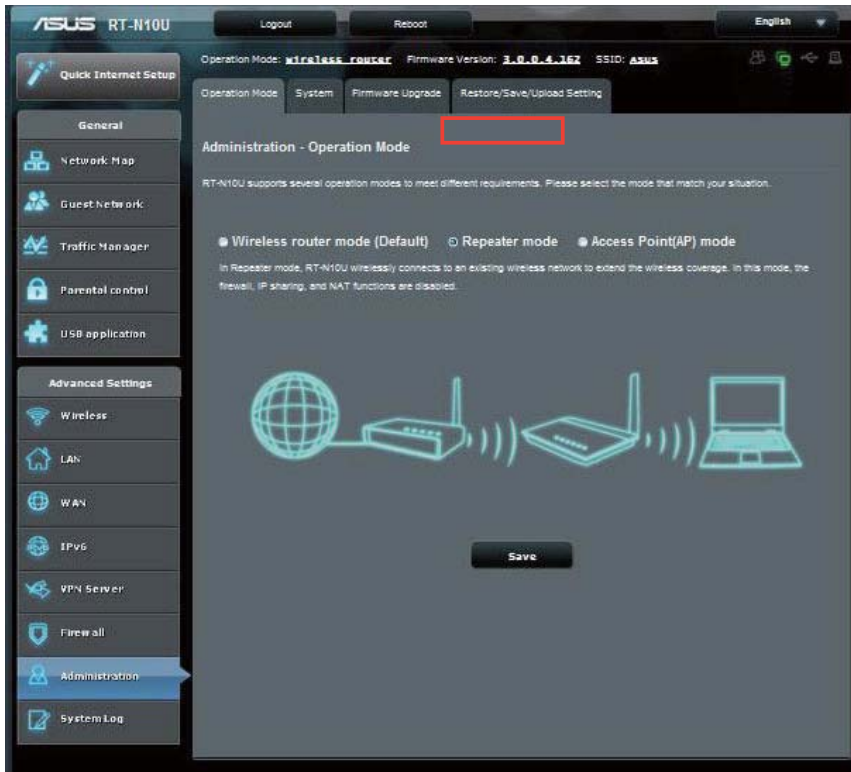 ASUS RT-N10U
Logout
Reboot
English
Quick Internet Setup
Operation Mode: wireless router Firmware Version: 3.0.0.4.162 SSID: ASUS
Operation Mode
System
Firmware Upgrade
Restore/Save/Upload Setting
General
Network Map
Guest Network
Traffic Manager
Parental control
USB application
Advanced Settings
Wireless
LAN
WAN
IPv6
VPN Server
Firewall
Administration
System Log
Administration - Operation Mode
RT-N10U supports several operation modes to meet different requirements. Please select the mode that match your situation.
Wireless router mode (Default)
Repeater mode
Access Point(AP) mode
In Repeater mode, RT-N10U wirelessly connects to an existing wireless network to extend the wireless coverage. In this mode, the
firewall, IP sharing, and NAT functions are disabled.
Save